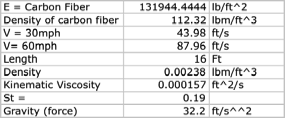 E = Carbon Fiber 131944.4444 lb/ft^2
Density of carbon fiber 112.32 lbm/ft^3
V = 30mph 43.98 ft/s
V= 60mph 87.96 ft/s
Length 16 Ft
Density 0.00238 lbm/ft^3
Kinematic Viscosity 0.000157 ft^2/s
St = 0.19
Gravity (force) 32.2 ft/s^^2